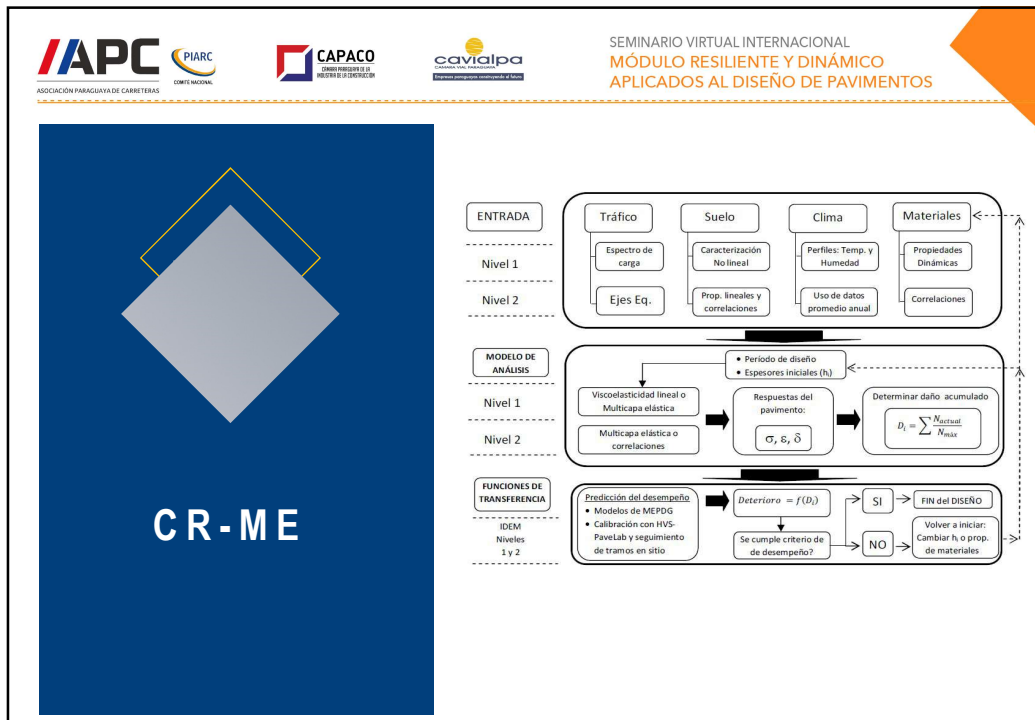 APC
ASOCIACIÓN PARAGUAYA DE CARRETERAS
PIARC
COMITÉ NACIONAL
CAPACO
CÁMARA PARAGUAYA DE LA
INDUSTRIA DE LA CONSTRUCCION
cavialpa
CÁMARA VIAL PARAGUAYA
Empresas paraguayas construyendo el futuro
SEMINARIO VIRTUAL INTERNACIONAL
MÓDULO RESILIENTE Y DINÁMICO
APLICADOS AL DISEÑO DE PAVIMENTOS
CR-ME
ENTRADA
Tráfico
Suelo
Clima
Materiales
Nivel 1
Espectro de
carga
Caracterización
No lineal
Perfiles: Temp. y
Humedad
Propiedades
Dinámicas
Nivel 2
Ejes Eq.
Prop. lineales y
correlaciones
Uso de datos
promedio anual
Correlaciones
MODELO DE
ANÁLISIS
• Período de diseño
• Espesores iniciales (hᵢ)
Nivel 1
Viscoelasticidad lineal o
Multicapa elástica
Nivel 2
Multicapa elástica o
correlaciones
Respuestas del
pavimento:
σ, ε, δ
Determinar daño acumulado
Dᵢ = ∑ N_actual / N_máx
FUNCIONES DE
TRANSFERENCIA
IDEM
Niveles
1 y 2
Predicción del desempeño
• Modelos de MEPDG
• Calibración con HVS-
PaveLab y seguimiento
de tramos en sitio
Deterioro = f(Dᵢ)
Se cumple criterio de
de desempeño?
SI
FIN del DISEÑO
NO
Volver a iniciar:
Cambiar hᵢ o prop.
de materiales